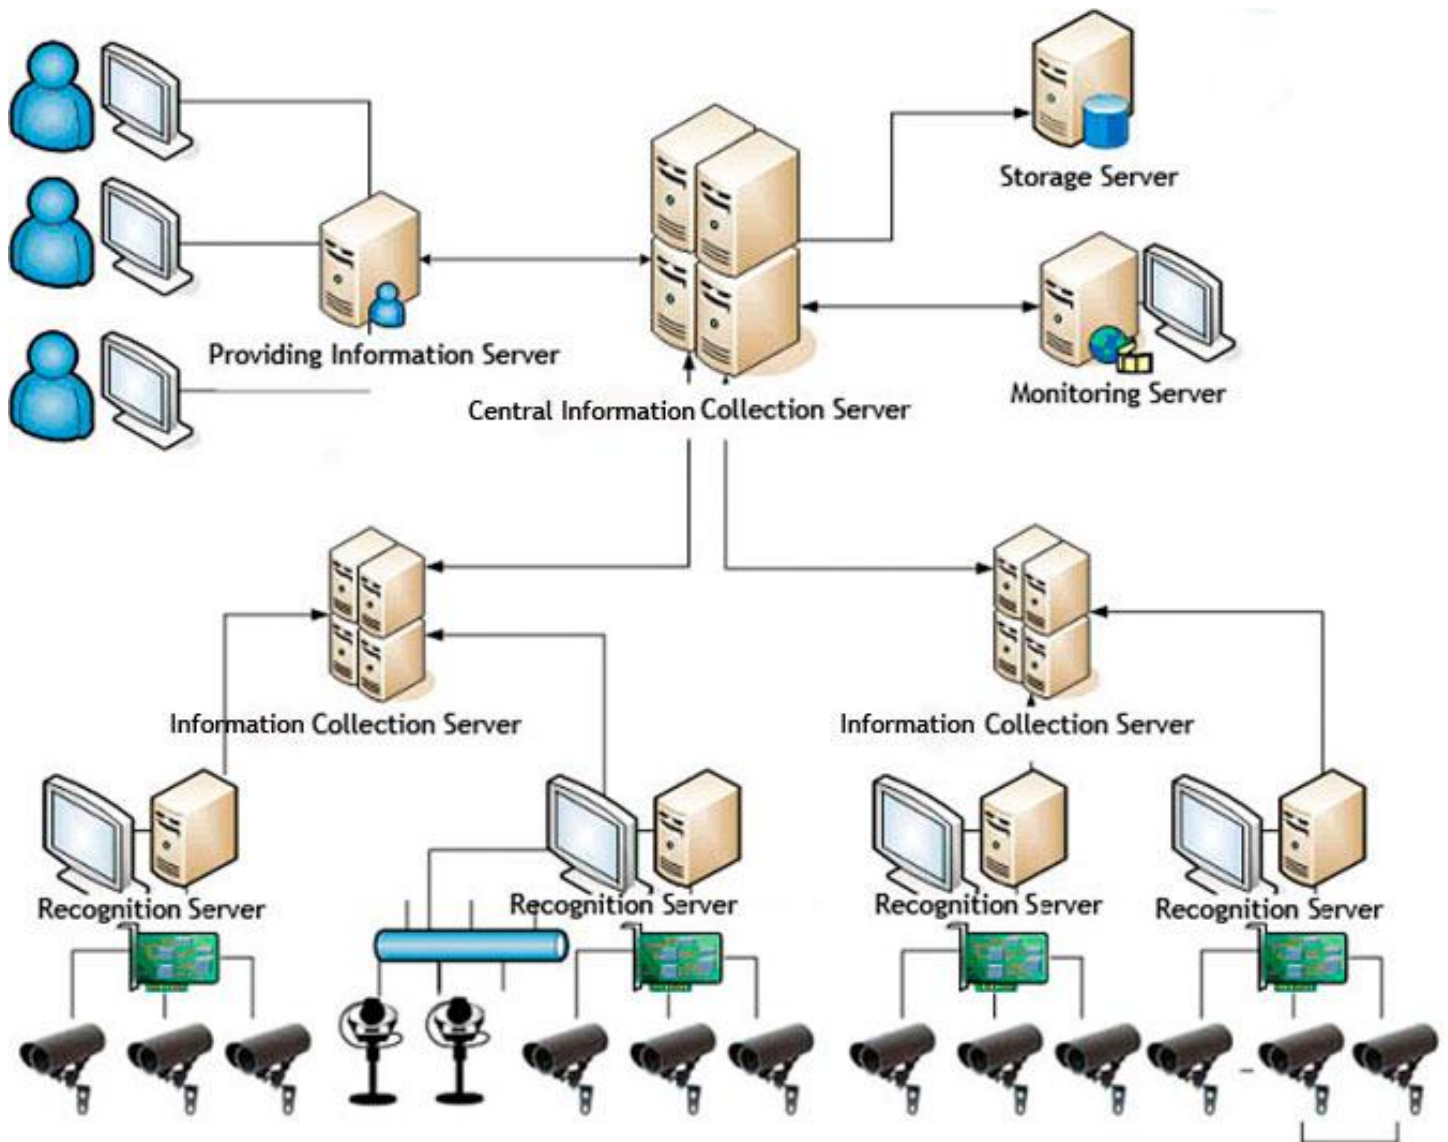 Storage Server
Providing Information Server
Monitoring Server
Central Information Collection Server
Information Collection Server
Information Collection Server
Recognition Server
Recognition Server
Recognition Server
Recognition Server